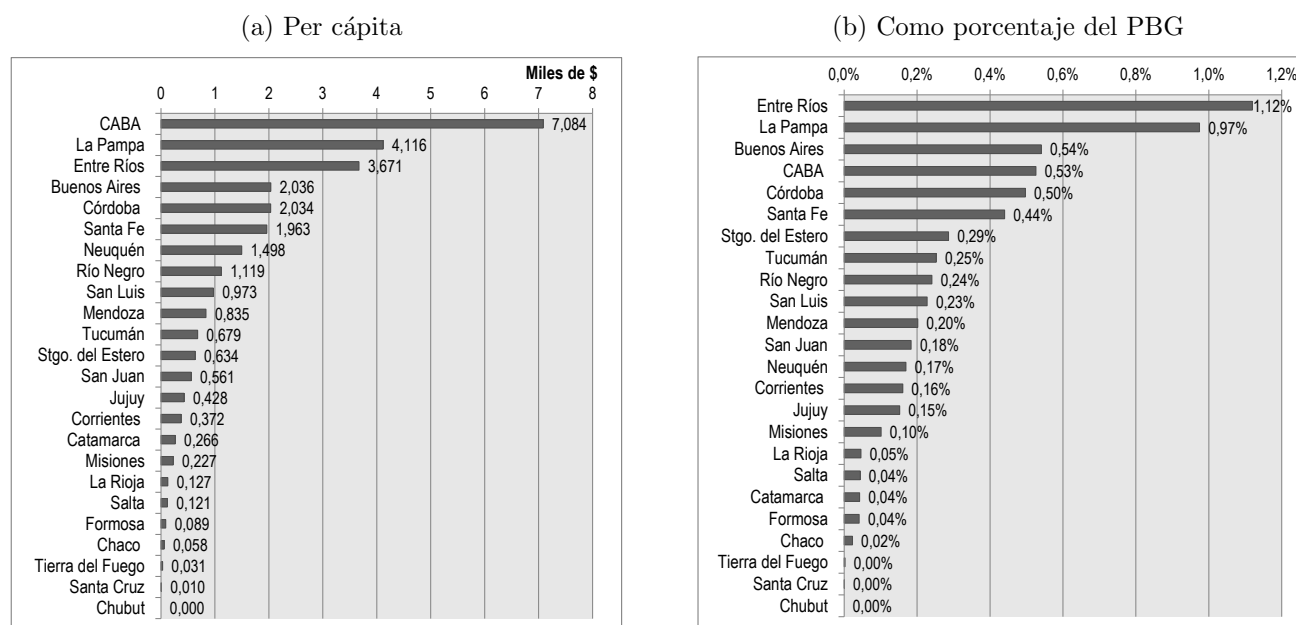 (a) Per cápita
Miles de $
0 1 2 3 4 5 6 7 8
CABA 7,084
La Pampa 4,116
Entre Ríos 3,671
Buenos Aires 2,036
Córdoba 2,034
Santa Fe 1,963
Neuquén 1,498
Río Negro 1,119
San Luis 0,973
Mendoza 0,835
Tucumán 0,679
Stgo. del Estero 0,634
San Juan 0,561
Jujuy 0,428
Corrientes 0,372
Catamarca 0,266
Misiones 0,227
La Rioja 0,127
Salta 0,121
Formosa 0,089
Chaco 0,058
Tierra del Fuego 0,031
Santa Cruz 0,010
Chubut 0,000
(b) Como porcentaje del PBG
0,0% 0,2% 0,4% 0,6% 0,8% 1,0% 1,2%
Entre Ríos 1,12%
La Pampa 0,97%
Buenos Aires 0,54%
CABA 0,53%
Córdoba 0,50%
Santa Fe 0,44%
Stgo. del Estero 0,29%
Tucumán 0,25%
Río Negro 0,24%
San Luis 0,23%
Mendoza 0,20%
San Juan 0,18%
Neuquén 0,17%
Corrientes 0,16%
Jujuy 0,15%
Misiones 0,10%
La Rioja 0,05%
Salta 0,04%
Catamarca 0,04%
Formosa 0,04%
Chaco 0,02%
Tierra del Fuego 0,00%
Santa Cruz 0,00%
Chubut 0,00%